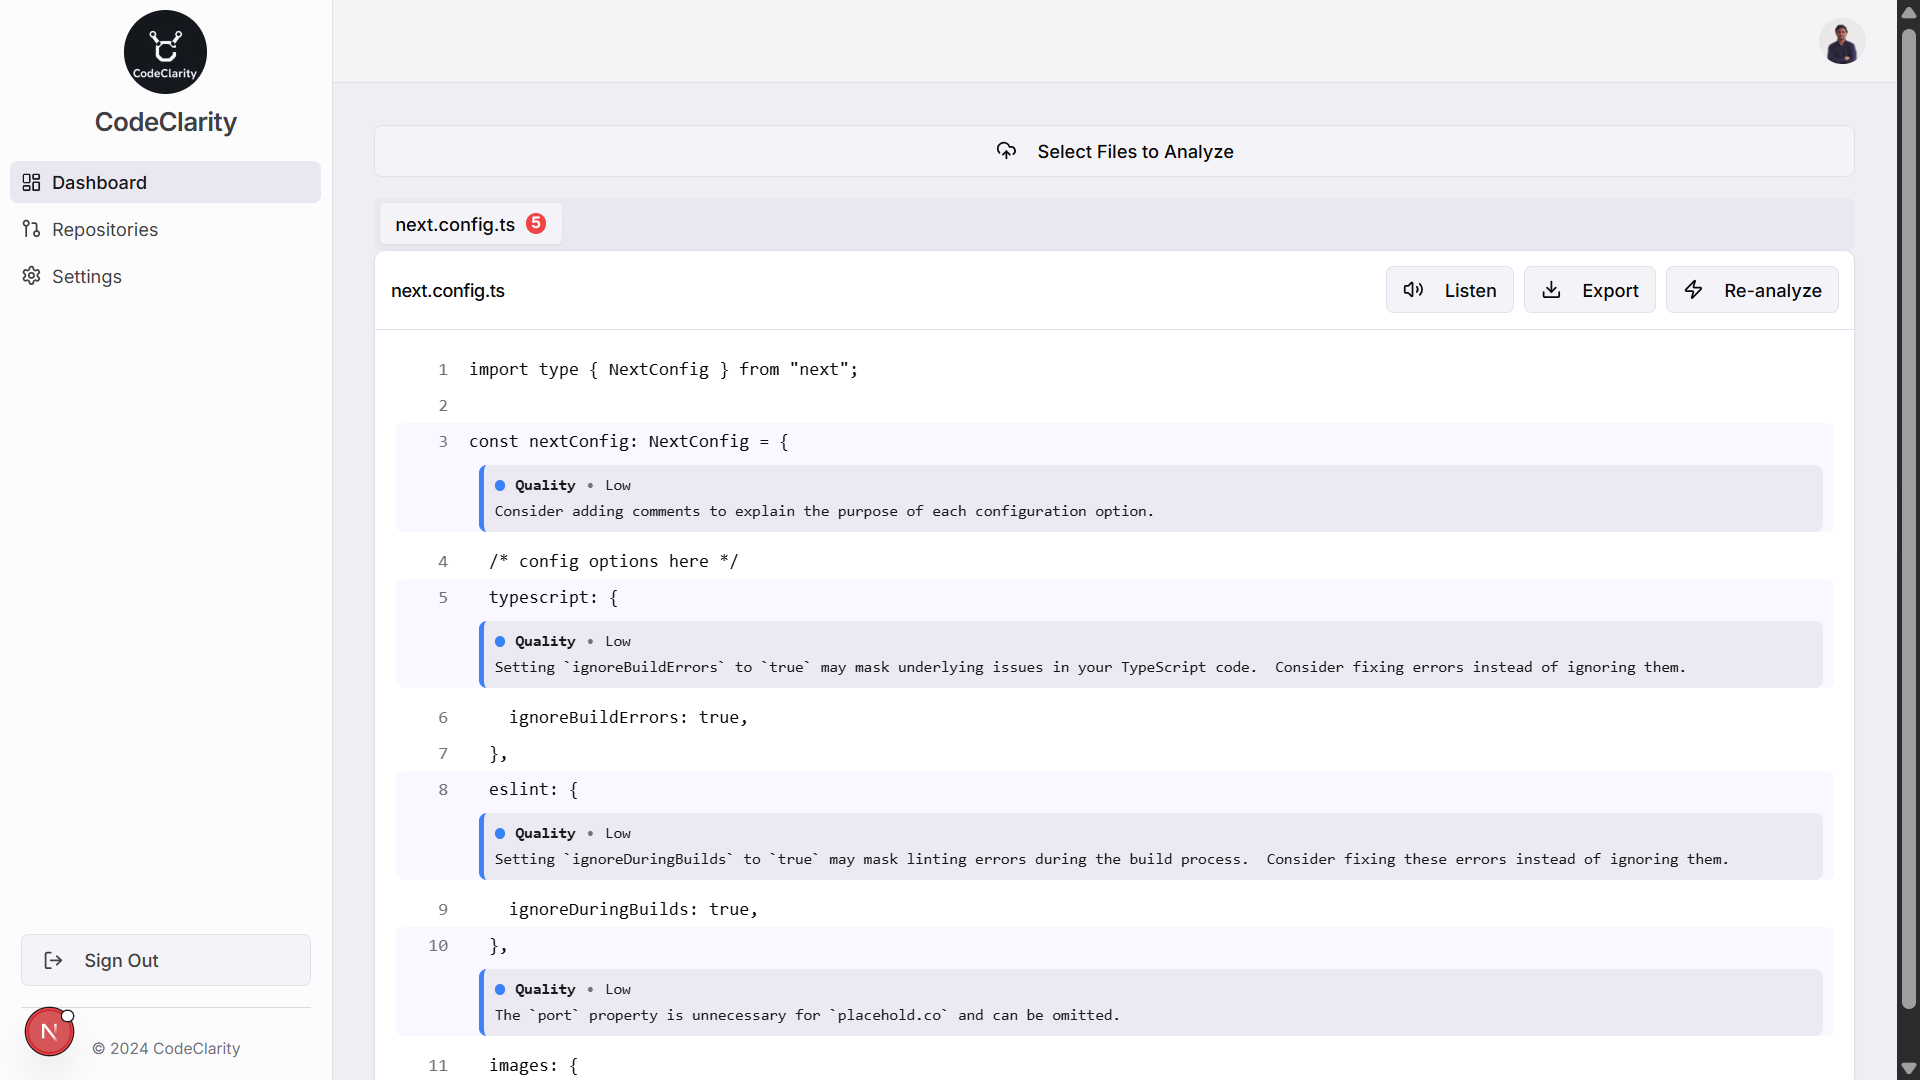 CodeClarity
CodeClarity
Dashboard
Repositories
Settings
Sign Out
N
© 2024 CodeClarity
Select Files to Analyze
next.config.ts 5
next.config.ts
Listen
Export
Re-analyze
1 import type { NextConfig } from "next";
2
3 const nextConfig: NextConfig = {
Quality • Low
Consider adding comments to explain the purpose of each configuration option.
4 /* config options here */
5 typescript: {
Quality • Low
Setting `ignoreBuildErrors` to `true` may mask underlying issues in your TypeScript code.  Consider fixing errors instead of ignoring them.
6 ignoreBuildErrors: true,
7 },
8 eslint: {
Quality • Low
Setting `ignoreDuringBuilds` to `true` may mask linting errors during the build process.  Consider fixing these errors instead of ignoring them.
9 ignoreDuringBuilds: true,
10 },
Quality • Low
The `port` property is unnecessary for `placehold.co` and can be omitted.
11 images: {